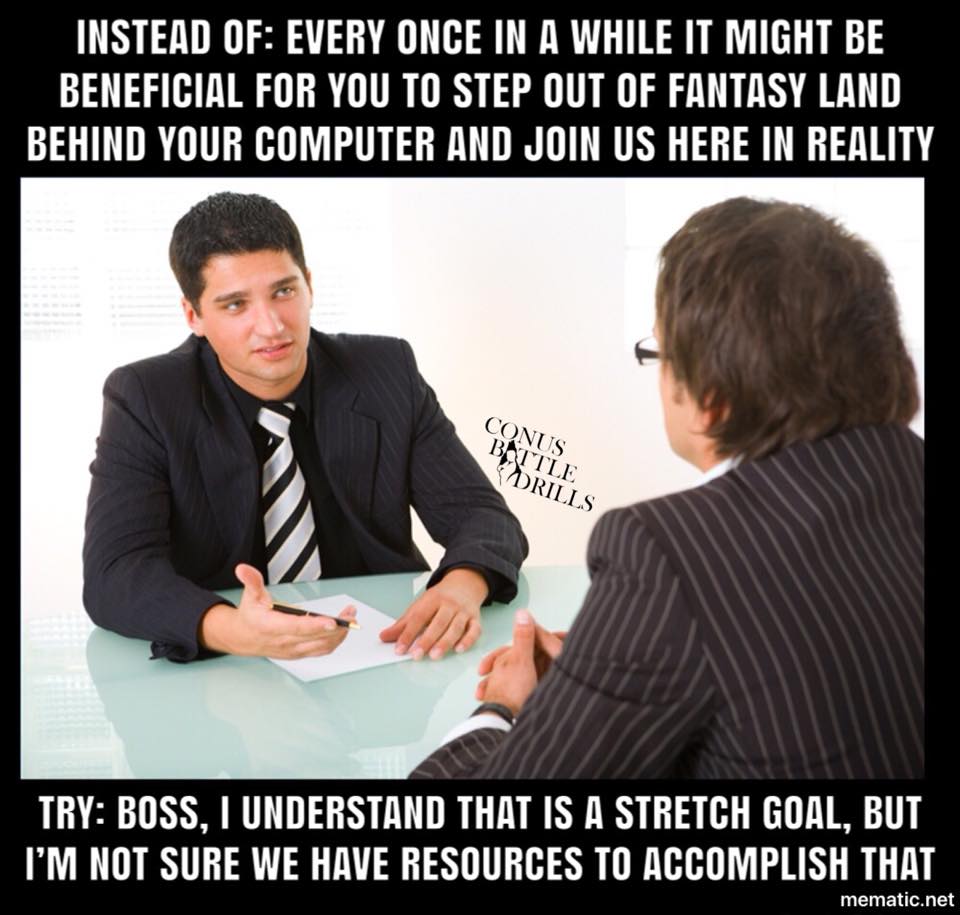 INSTEAD OF: EVERY ONCE IN A WHILE IT MIGHT BE
BENEFICIAL FOR YOU TO STEP OUT OF FANTASY LAND
BEHIND YOUR COMPUTER AND JOIN US HERE IN REALITY
CONUS
BATTLE
DRILLS
TRY: BOSS, I UNDERSTAND THAT IS A STRETCH GOAL, BUT
I'M NOT SURE WE HAVE RESOURCES TO ACCOMPLISH THAT
mematic.net